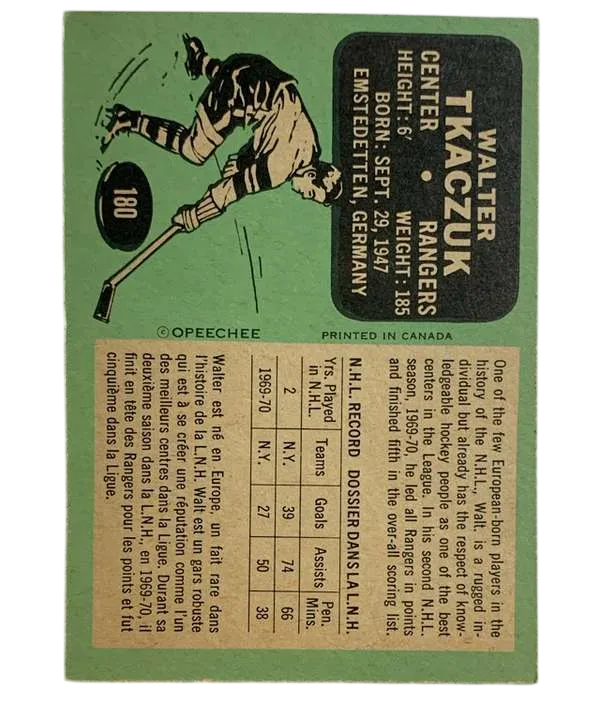 WALTER
TKACZUK
CENTER • RANGERS
HEIGHT: 6' WEIGHT: 185
BORN: SEPT. 29, 1947
EMSTEDETTEN, GERMANY
180
©OPEECHEE
PRINTED IN CANADA
One of the few European-born players in the
history of the N.H.L., Walt. is a rugged in-
dividual but already has the respect of know-
ledgeable hockey people as one of the best
centers in the League. In his second N.H.L.
season, 1969-70, he led all Rangers in points
and finished fifth in the over-all scoring list.
N.H.L. RECORD DOSSIER DANS LA L.N.H.
Yrs. Played in N.H.L. Teams Goals Assists Pen. Mins.
2 N.Y. 39 74 66
1969-70 N.Y. 27 50 38
Walter est né en Europe, un fait rare dans
l'histoire de la L.N.H. Walt est un gars robuste
qui est à se créer une réputation comme l'un
des meilleurs centres dans la Ligue. Durant sa
deuxième saison dans la L.N.H., en 1969-70, il
finit en tête des Rangers pour les points et fut
cinquième dans la Ligue.